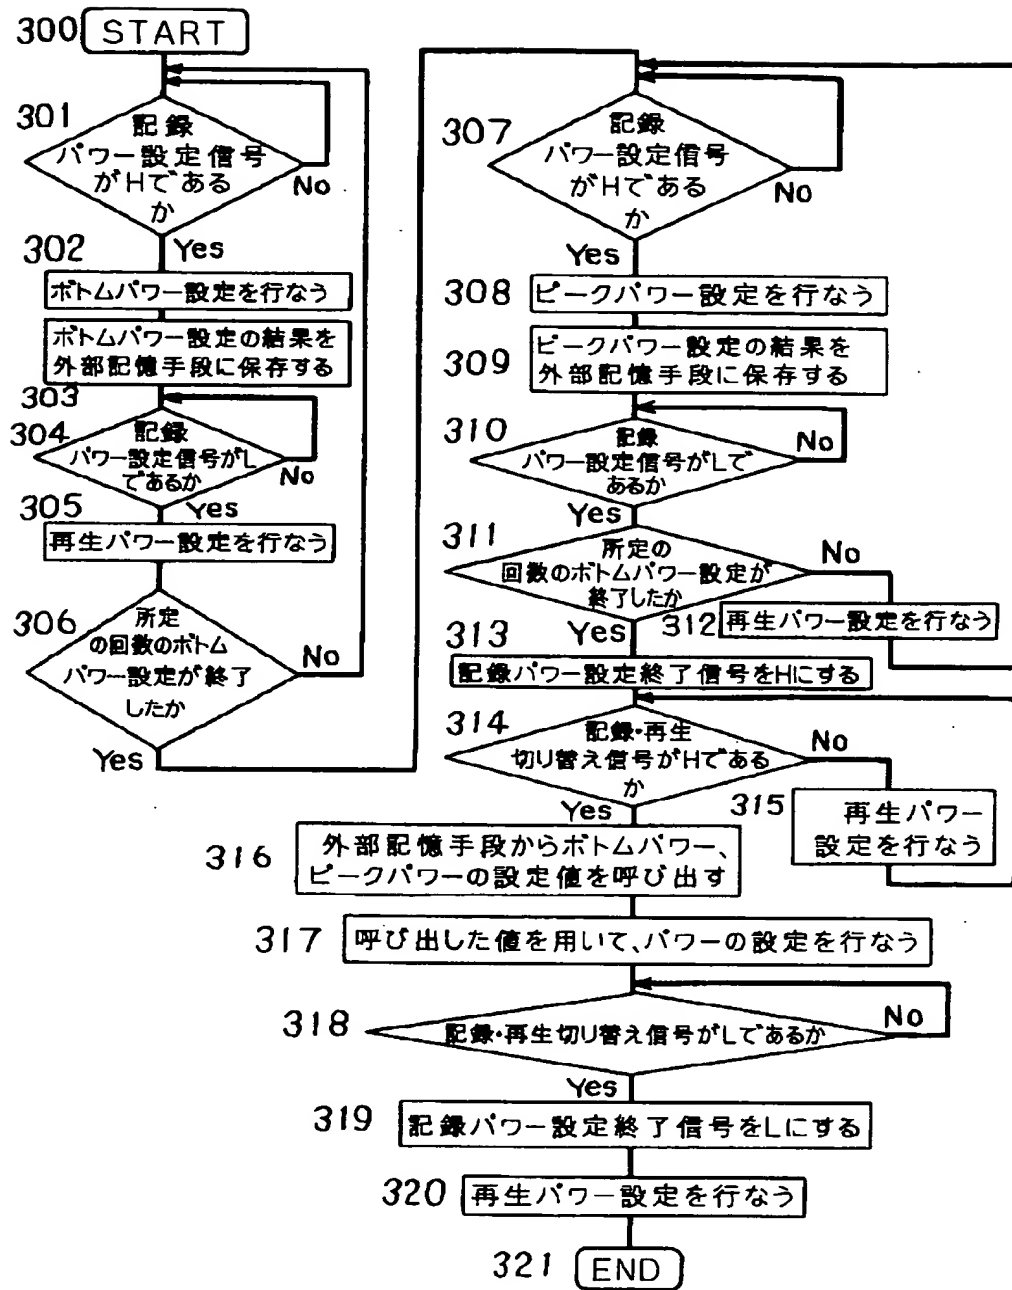 300 START
301
記録
パワー設定信号
がHである
か
No
Yes
302
ボトムパワー設定を行なう
ボトムパワー設定の結果を
外部記憶手段に保存する
303
304
記録
パワー設定信号がL
であるか
No
Yes
305
再生パワー設定を行なう
306
所定
の回数のボトム
パワー設定が終了
したか
No
Yes
307
記録
パワー設定信号
がHである
か
No
Yes
308 ピークパワー設定を行なう
309
ピークパワー設定の結果を
外部記憶手段に保存する
310
記録
パワー設定信号がLで
あるか
No
Yes
311
所定の
回数のボトムパワー設定が
終了したか
No
Yes
312 再生パワー設定を行なう
313
記録パワー設定終了信号をHにする
314
記録・再生
切り替え信号がHである
か
No
Yes
315
再生パワー
設定を行なう
316
外部記憶手段からボトムパワー、
ピークパワーの設定値を呼び出す
317 呼び出した値を用いて、パワーの設定を行なう
318 記録・再生切り替え信号がLであるか
No
Yes
319 記録パワー設定終了信号をLにする
320 再生パワー設定を行なう
321 END